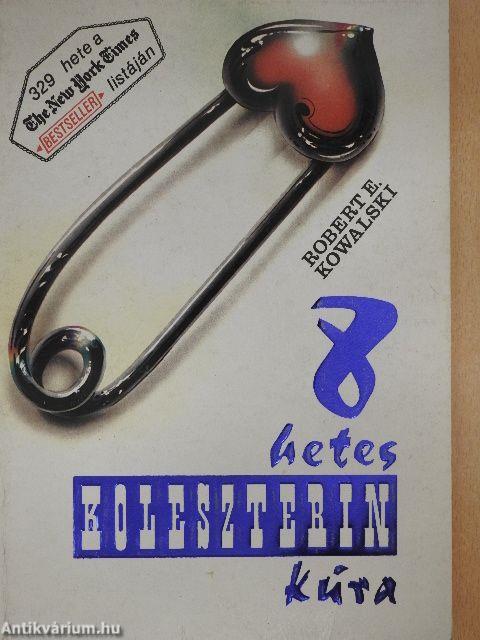 329 hete a
The New York Times
BESTSELLER listáján
ROBERT E.
KOWALSKI
8
hetes
KOLESZTERIN
kúra
Antikvárium.hu